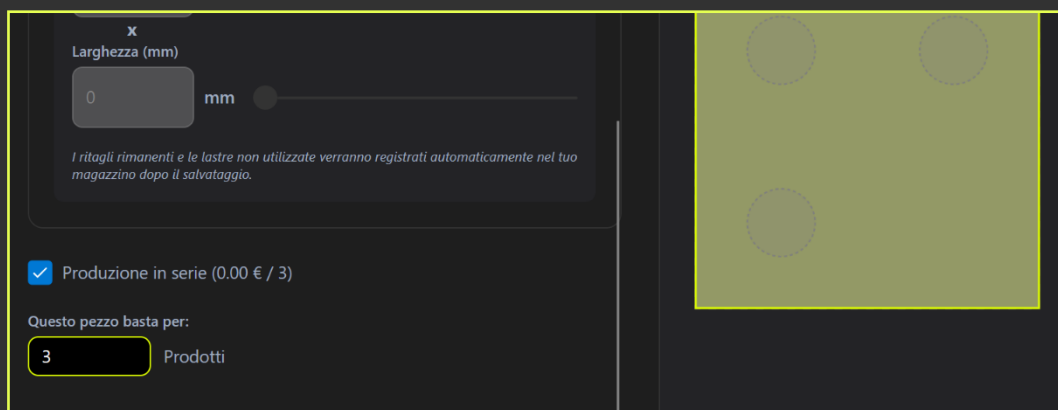 x
Larghezza (mm)
0
mm
I ritagli rimanenti e le lastre non utilizzate verranno registrati automaticamente nel tuo
magazzino dopo il salvataggio.
Produzione in serie (0.00 € / 3)
Questo pezzo basta per:
3
Prodotti